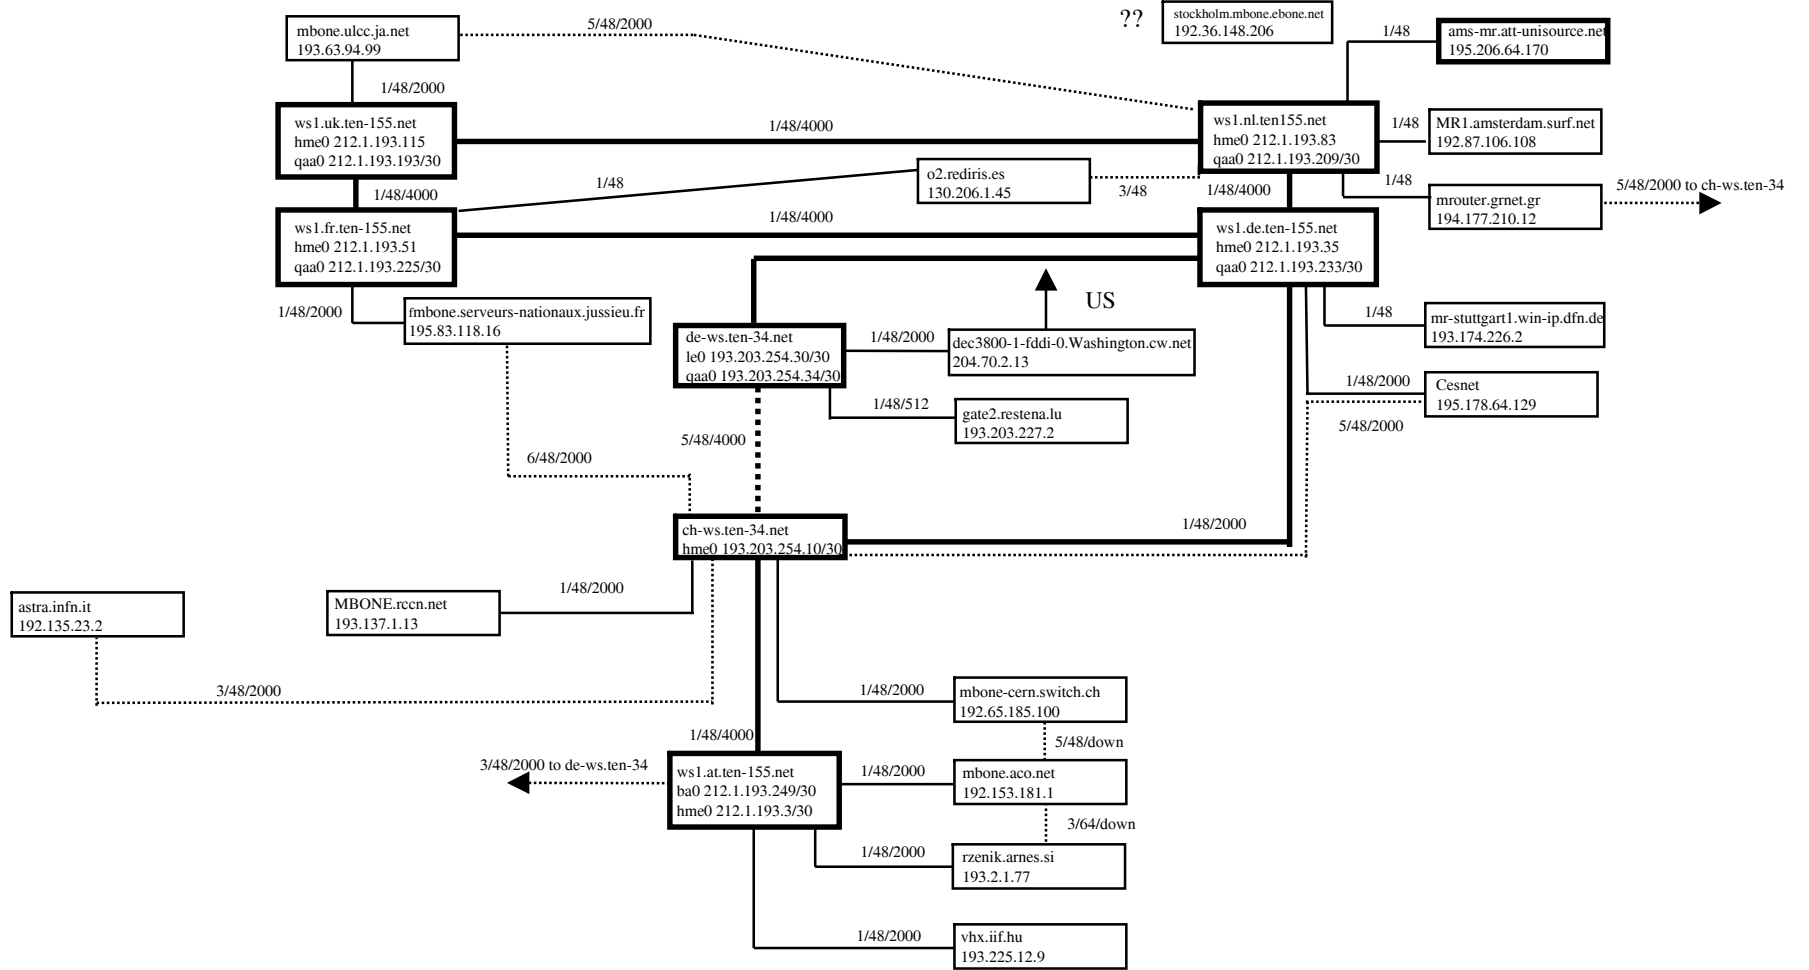 5/48/2000
??
stockholm.mbone.ebone.net
192.36.148.206
mbone.ulcc.ja.net
193.63.94.99
1/48
ams-mr.att-unisource.net
195.206.64.170
1/48/2000
ws1.uk.ten-155.net
hme0 212.1.193.115
qaa0 212.1.193.193/30
1/48/4000
ws1.nl.ten155.net
hme0 212.1.193.83
qaa0 212.1.193.209/30
1/48
MR1.amsterdam.surf.net
192.87.106.108
1/48/4000
1/48
o2.rediris.es
130.206.1.45
3/48
1/48/4000
1/48
mrouter.grnet.gr
194.177.210.12
5/48/2000 to ch-ws.ten-34
ws1.fr.ten-155.net
hme0 212.1.193.51
qaa0 212.1.193.225/30
1/48/4000
ws1.de.ten-155.net
hme0 212.1.193.35
qaa0 212.1.193.233/30
US
1/48/2000
fmbone.serveurs-nationaux.jussieu.fr
195.83.118.16
de-ws.ten-34.net
le0 193.203.254.30/30
qaa0 193.203.254.34/30
1/48/2000
dec3800-1-fddi-0.Washington.cw.net
204.70.2.13
1/48
mr-stuttgart1.win-ip.dfn.de
193.174.226.2
1/48/512
gate2.restena.lu
193.203.227.2
1/48/2000
Cesnet
195.178.64.129
5/48/2000
5/48/4000
6/48/2000
ch-ws.ten-34.net
hme0 193.203.254.10/30
1/48/2000
1/48/2000
astra.infn.it
192.135.23.2
MBONE.rccn.net
193.137.1.13
3/48/2000
1/48/2000
mbone-cern.switch.ch
192.65.185.100
1/48/4000
5/48/down
3/48/2000 to de-ws.ten-34
ws1.at.ten-155.net
ba0 212.1.193.249/30
hme0 212.1.193.3/30
1/48/2000
mbone.aco.net
192.153.181.1
3/64/down
1/48/2000
rzenik.arnes.si
193.2.1.77
1/48/2000
vhx.iif.hu
193.225.12.9